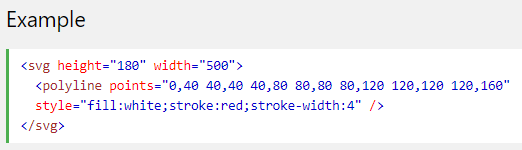 Example
<svg height="180" width="500">
<polyline points="0,40 40,40 40,80 80,80 80,120 120,120 120,160"
style="fill:white;stroke:red;stroke-width:4" />
</svg>